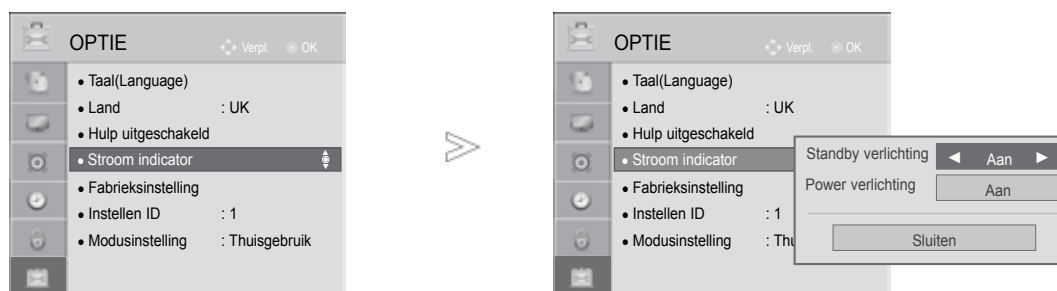 OPTIE Verpl. OK
• Taal(Language)
• Land : UK
• Hulp uitgeschakeld
• Stroom indicator
• Fabrieksinstelling
• Instellen ID : 1
• Modusinstelling : Thuisgebruik
OPTIE Verpl. OK
• Taal(Language)
• Land : UK
• Hulp uitgeschakeld
• Stroom indicator
• Fabrieksinstelling
• Instellen ID : 1
• Modusinstelling : Thu
Standby verlichting ◄ Aan ►
Power verlichting Aan
Sluiten